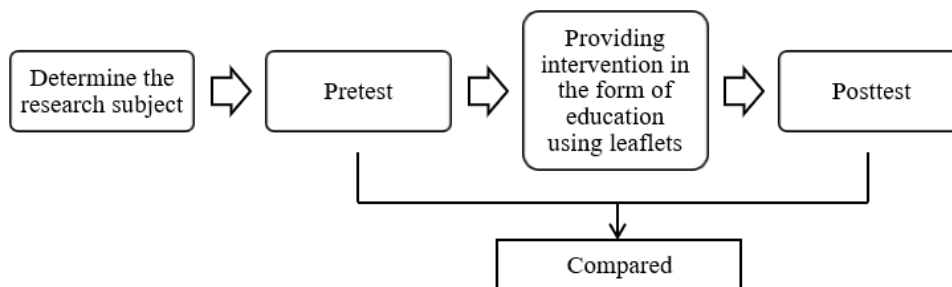 Determine the
research subject
Pretest
Providing
intervention in
the form of
education
using leaflets
Posttest
Compared